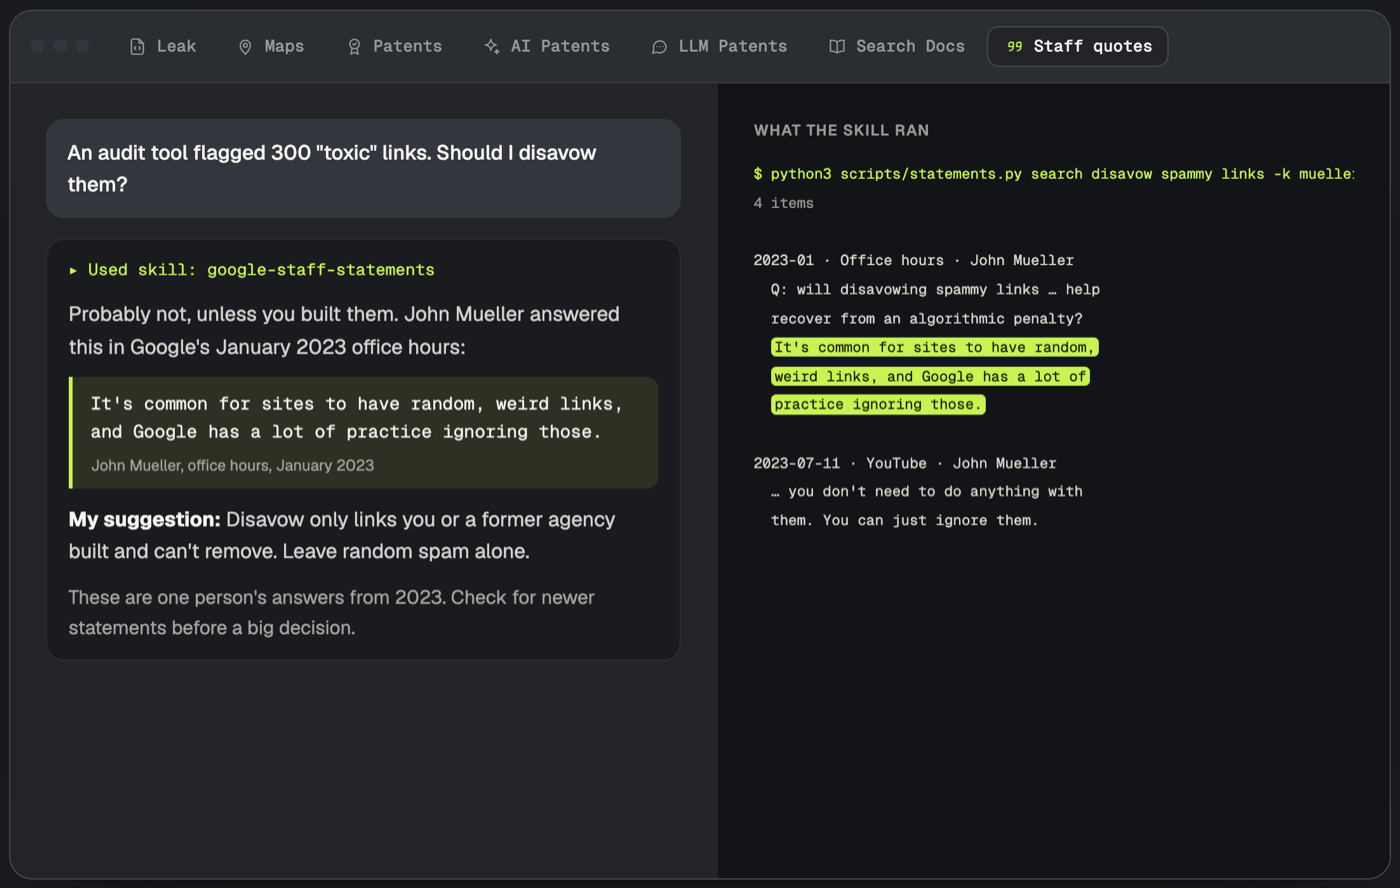 Leak
Maps
Patents
AI Patents
LLM Patents
Search Docs
Staff quotes
An audit tool flagged 300 "toxic" links. Should I disavow
them?
▸ Used skill: google-staff-statements
Probably not, unless you built them. John Mueller answered
this in Google's January 2023 office hours:
It's common for sites to have random, weird links,
and Google has a lot of practice ignoring those.
John Mueller, office hours, January 2023
My suggestion: Disavow only links you or a former agency
built and can't remove. Leave random spam alone.
These are one person's answers from 2023. Check for newer
statements before a big decision.
WHAT THE SKILL RAN
$ python3 scripts/statements.py search disavow spammy links -k
4 items
2023-01 · Office hours · John Mueller
Q: will disavowing spammy links … help
recover from an algorithmic penalty?
It's common for sites to have random,
weird links, and Google has a lot of
practice ignoring those.
2023-07-11 · YouTube · John Mueller
… you don't need to do anything with
them. You can just ignore them.